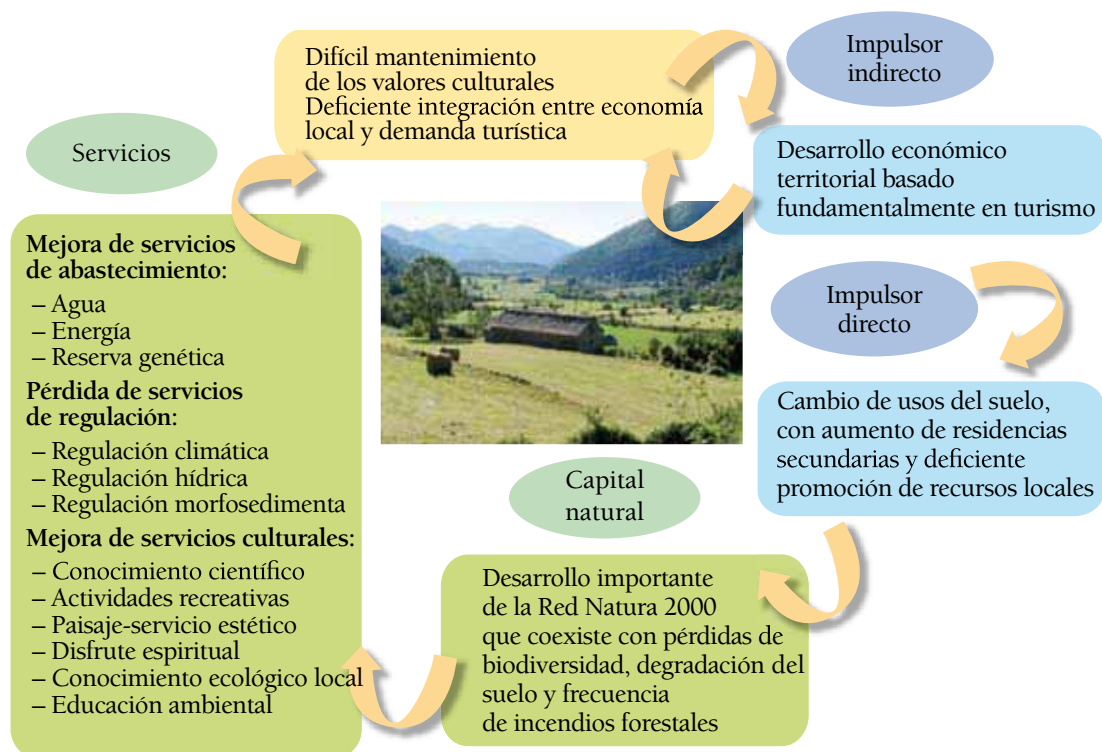 Difícil mantenimiento
de los valores culturales
Deficiente integración entre economía
local y demanda turística
Impulsor
indirecto
Desarrollo económico
territorial basado
fundamentalmente en turismo
Impulsor
directo
Cambio de usos del suelo,
con aumento de residencias
secundarias y deficiente
promoción de recursos locales
Capital
natural
Desarrollo importante
de la Red Natura 2000
que coexiste con pérdidas de
biodiversidad, degradación del
suelo y frecuencia
de incendios forestales
Servicios
Mejora de servicios
de abastecimiento:
– Agua
– Energía
– Reserva genética
Pérdida de servicios
de regulación:
– Regulación climática
– Regulación hídrica
– Regulación morfosedimenta
Mejora de servicios culturales:
– Conocimiento científico
– Actividades recreativas
– Paisaje-servicio estético
– Disfrute espiritual
– Conocimiento ecológico local
– Educación ambiental